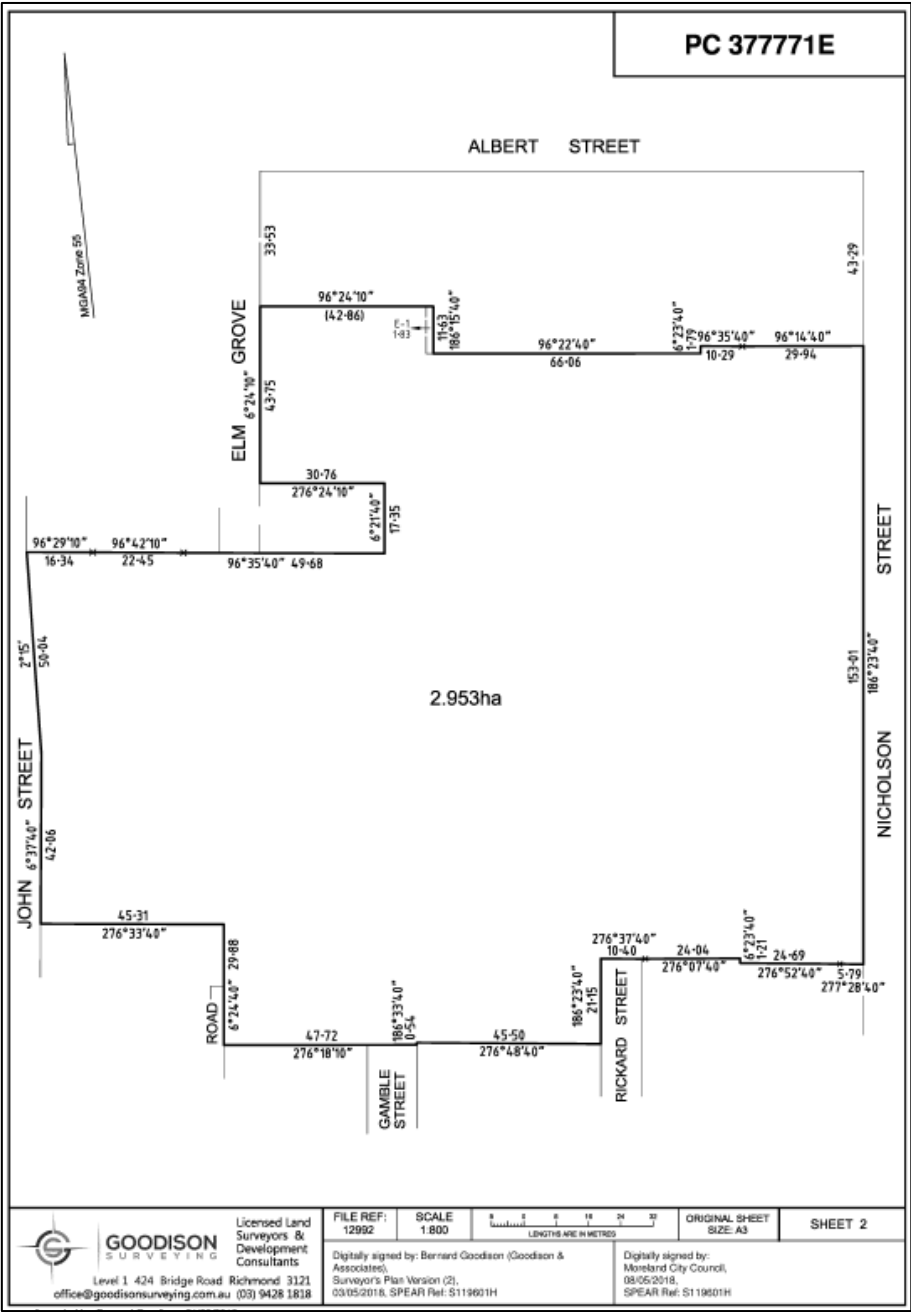 PC 377771E
ALBERT STREET
MGA94 Zone 55
33·53
43·29
ELM GROVE
96°24'10"
(42·86)
E-1
1·83
11·63
186°15'40"
96°22'40"
66·06
6°23'40"
1·79
96°35'40"
10·29
96°14'40"
29·94
6°24'10"
43·75
30·76
276°24'10"
6°21'40"
17·35
96°29'10"
16·34
96°42'10"
22·45
96°35'40" 49·68
2°15'
50·04
2.953ha
153·01
186°23'40"
NICHOLSON STREET
JOHN STREET
6°37'40"
42·06
45·31
276°33'40"
29·88
6°24'40"
ROAD
47·72
276°18'10"
186°33'40"
0·54
GAMBLE
STREET
45·50
276°48'40"
186°23'40"
21·15
RICKARD STREET
276°37'40"
10·40
24·04
276°07'40"
6°23'40"
1·21
24·69
276°52'40"
5·79
277°28'40"
GOODISON
SURVEYING
Licensed Land
Surveyors &
Development
Consultants
Level 1 424 Bridge Road Richmond 3121
office@goodisonsurveying.com.au (03) 9428 1818
FILE REF:
12992
SCALE
1:800
8 0 8 16 24 32
LENGTHS ARE IN METRES
ORIGINAL SHEET
SIZE: A3
SHEET 2
Digitally signed by: Bernard Goodison (Goodison &
Associates),
Surveyor's Plan Version (2),
03/05/2018, SPEAR Ref: S119601H
Digitally signed by:
Moreland City Council,
08/05/2018,
SPEAR Ref: S119601H